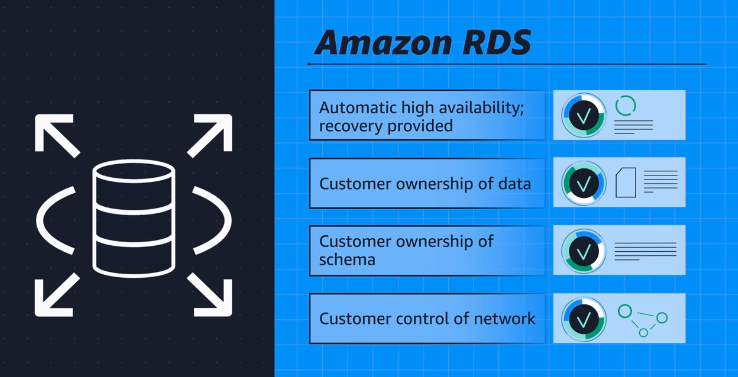 Amazon RDS
Automatic high availability;
recovery provided
Customer ownership of data
Customer ownership of
schema
Customer control of network